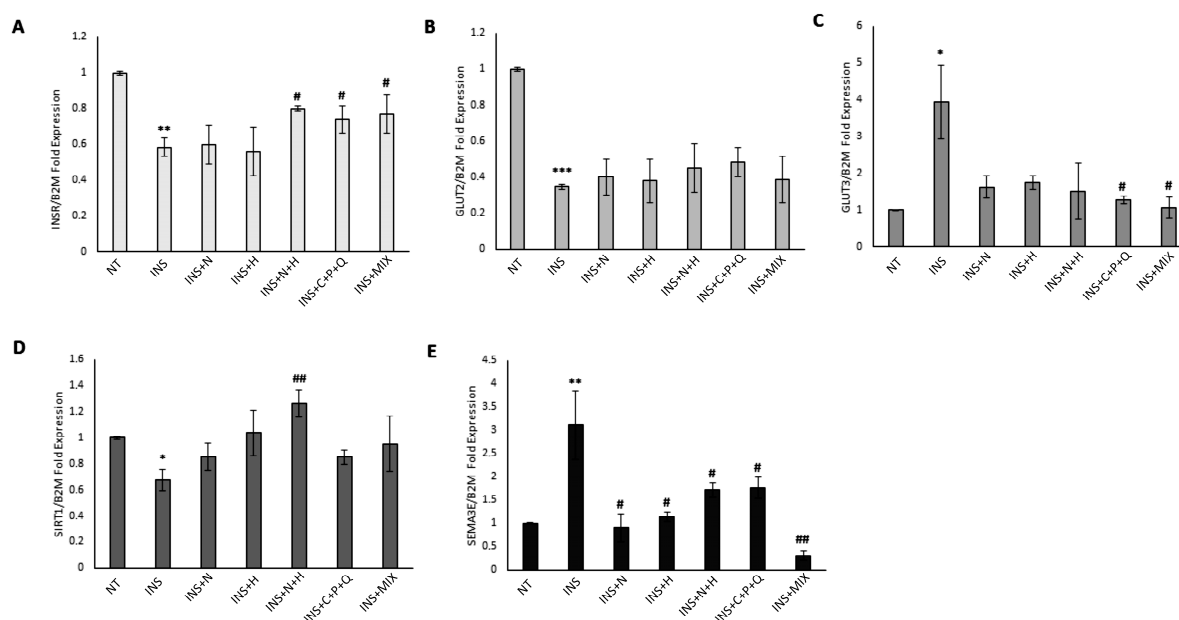 A
INSR/B2M Fold Expression
1.2
1
0.8
0.6
0.4
0.2
0
**
#
#
#
NT
INS
INS+N
INS+H
INS+N+H
INS+C+P+Q
INS+MIX
B
GLUT2/B2M Fold Expression
1.2
1
0.8
0.6
0.4
0.2
0
***
NT
INS
INS+N
INS+H
INS+N+H
INS+C+P+Q
INS+MIX
C
GLUT3/B2M Fold Expression
6
5
4
3
2
1
0
*
#
#
NT
INS
INS+N
INS+H
INS+N+H
INS+C+P+Q
INS+MIX
D
SIRT1/B2M Fold Expression
1.6
1.4
1.2
1
0.8
0.6
0.4
0.2
0
*
##
NT
INS
INS+N
INS+H
INS+N+H
INS+C+P+Q
INS+MIX
E
SEMA3E/B2M Fold Expression
4.5
4
3.5
3
2.5
2
1.5
1
0.5
0
**
#
#
#
#
##
NT
INS
INS+N
INS+H
INS+N+H
INS+C+P+Q
INS+MIX